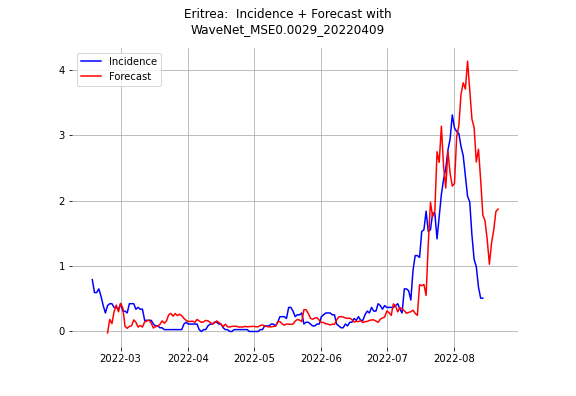 Eritrea:  Incidence + Forecast with
WaveNet_MSE0.0029_20220409
Incidence
Forecast
4
3
2
1
0
2022-03
2022-04
2022-05
2022-06
2022-07
2022-08